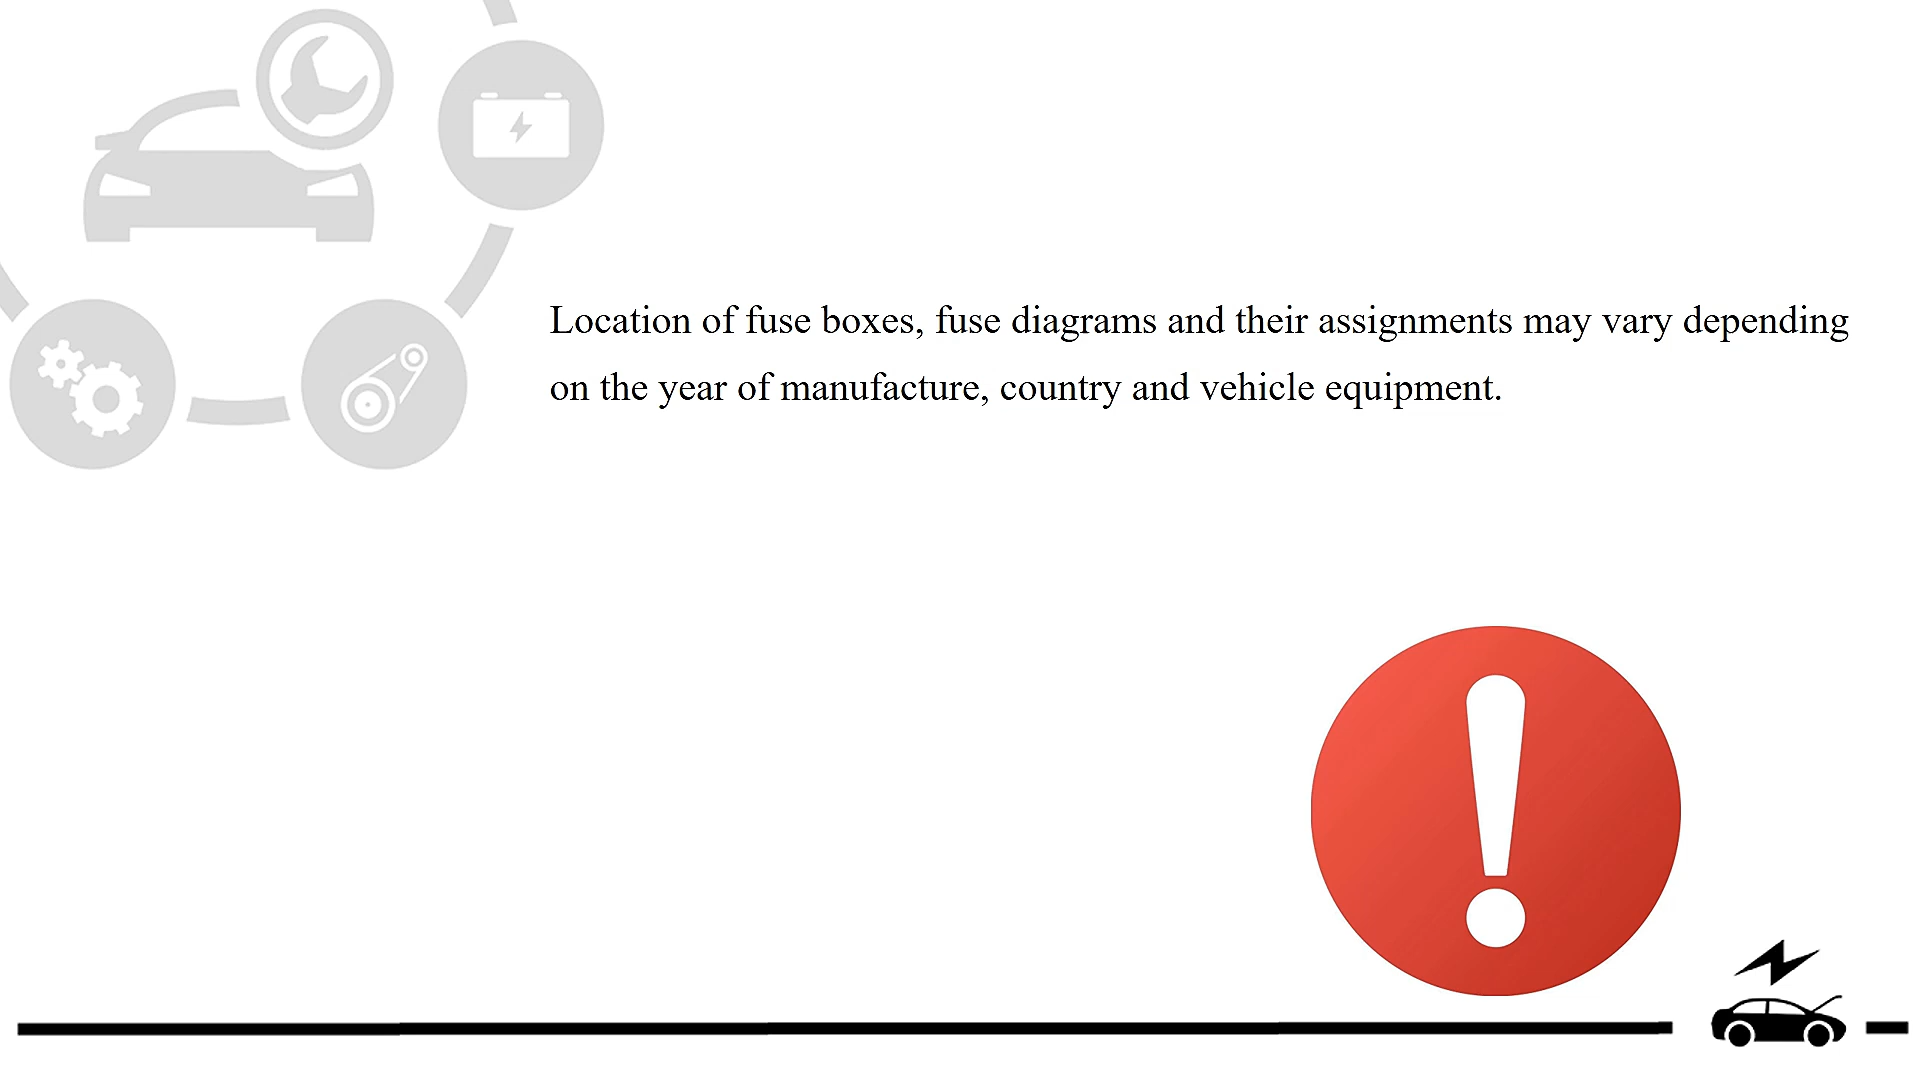 Location of fuse boxes, fuse diagrams and their assignments may vary depending
on the year of manufacture, country and vehicle equipment.